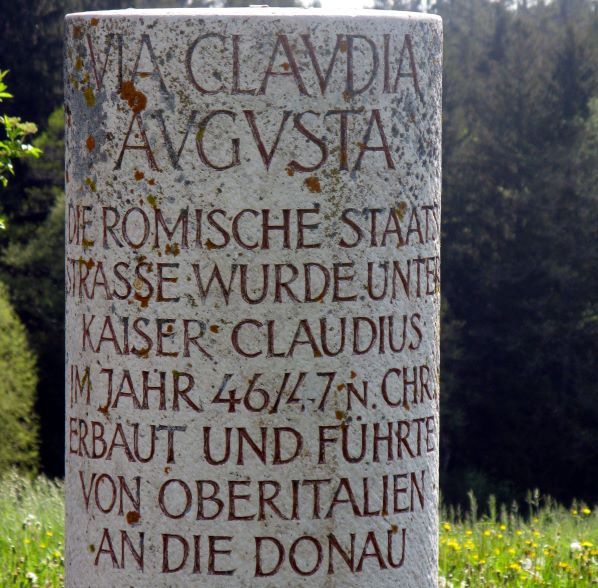 VIA CLAVDIA
AVGVSTA
DIE RÖMISCHE STAATS
STRASSE WURDE UNTER
KAISER CLAUDIUS
IM JAHR 46/47 N. CHR.
ERBAUT UND FÜHRTE
VON OBERITALIEN
AN DIE DONAU